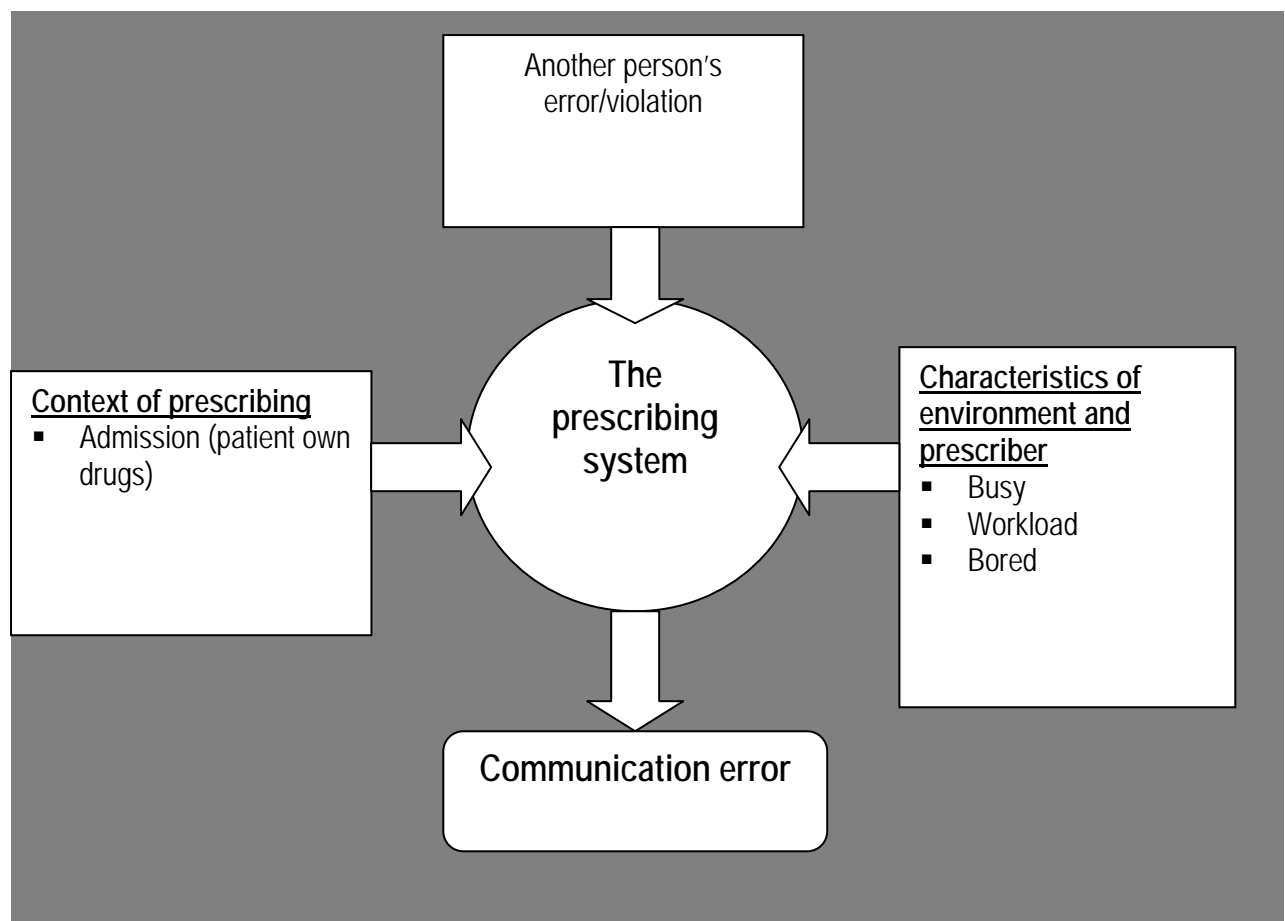 Another person's
error/violation
The
prescribing
system
Context of prescribing
▪ Admission (patient own
drugs)
Characteristics of
environment and
prescriber
▪ Busy
▪ Workload
▪ Bored
Communication error